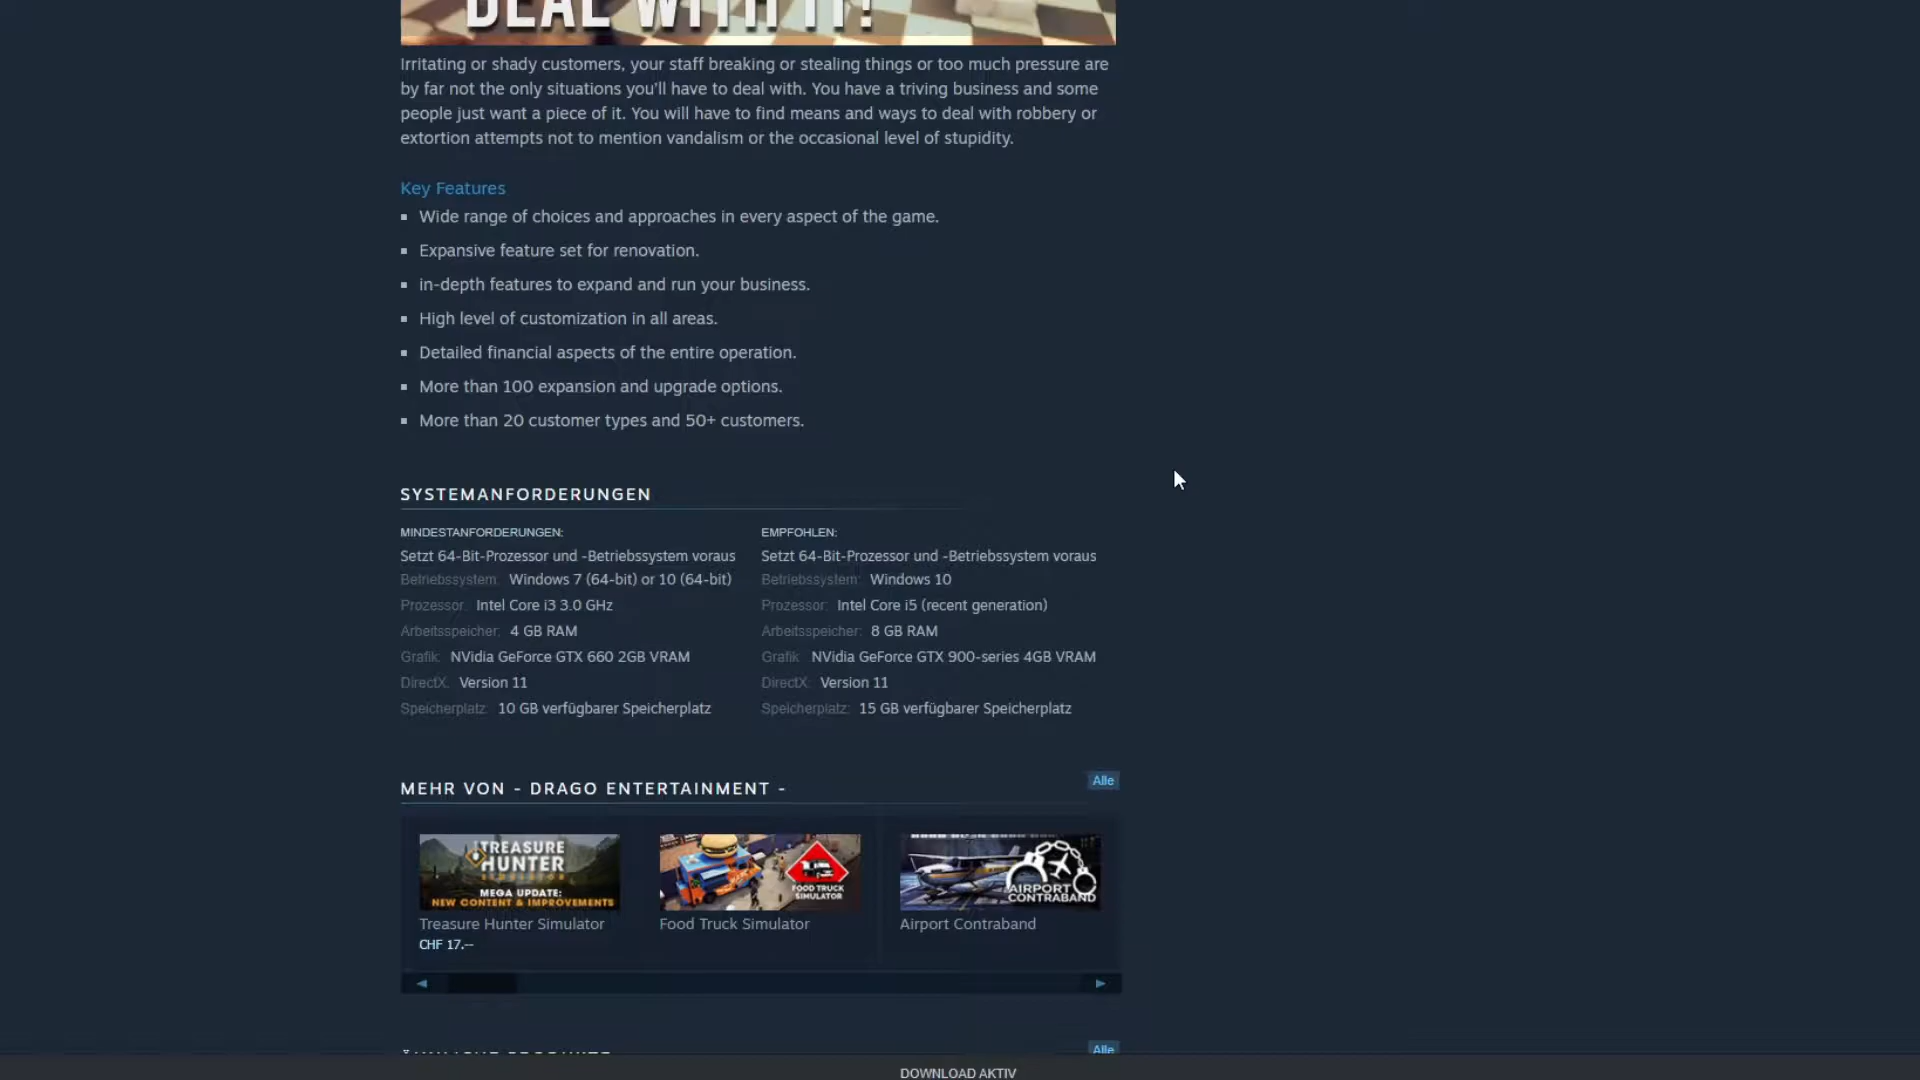 DEAL WITH IT!
Irritating or shady customers, your staff breaking or stealing things or too much pressure are
by far not the only situations you'll have to deal with. You have a triving business and some
people just want a piece of it. You will have to find means and ways to deal with robbery or
extortion attempts not to mention vandalism or the occasional level of stupidity.
Key Features
Wide range of choices and approaches in every aspect of the game.
Expansive feature set for renovation.
in-depth features to expand and run your business.
High level of customization in all areas.
Detailed financial aspects of the entire operation.
More than 100 expansion and upgrade options.
More than 20 customer types and 50+ customers.
SYSTEMANFORDERUNGEN
MINDESTANFORDERUNGEN:
Setzt 64-Bit-Prozessor und -Betriebssystem voraus
Betriebssystem: Windows 7 (64-bit) or 10 (64-bit)
Prozessor: Intel Core i3 3.0 GHz
Arbeitsspeicher: 4 GB RAM
Grafik: NVidia GeForce GTX 660 2GB VRAM
DirectX: Version 11
Speicherplatz: 10 GB verfügbarer Speicherplatz
EMPFOHLEN:
Setzt 64-Bit-Prozessor und -Betriebssystem voraus
Betriebssystem: Windows 10
Prozessor: Intel Core i5 (recent generation)
Arbeitsspeicher: 8 GB RAM
Grafik: NVidia GeForce GTX 900-series 4GB VRAM
DirectX: Version 11
Speicherplatz: 15 GB verfügbarer Speicherplatz
MEHR VON - DRAGO ENTERTAINMENT -
Alle
TREASURE
HUNTER
SIMULATOR
MEGA UPDATE:
NEW CONTENT & IMPROVEMENTS
Treasure Hunter Simulator
CHF 17.--
FOOD TRUCK
SIMULATOR
Food Truck Simulator
AIRPORT
CONTRABAND
Airport Contraband
Alle
DOWNLOAD AKTIV